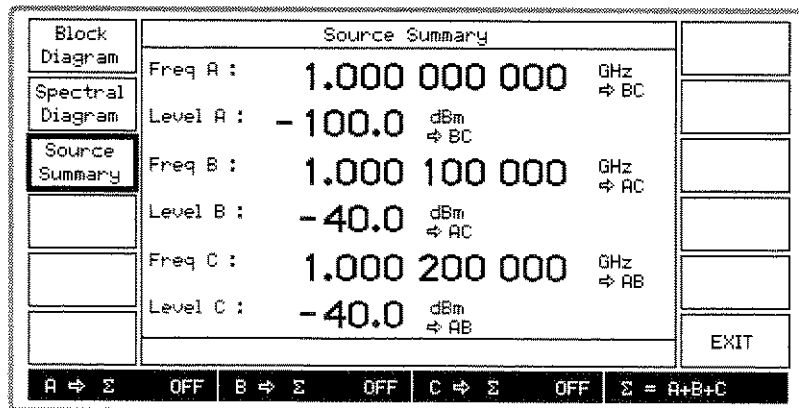 Block
Diagram
Spectral
Diagram
Source
Summary
Source Summary
Freq A : 1.000 000 000 GHz
⇨ BC
Level A : -100.0 dBm
⇨ BC
Freq B : 1.000 100 000 GHz
⇨ AC
Level B : -40.0 dBm
⇨ AC
Freq C : 1.000 200 000 GHz
⇨ AB
Level C : -40.0 dBm
⇨ AB
EXIT
A ⇨ Σ OFF B ⇨ Σ OFF C ⇨ Σ OFF Σ = A+B+C